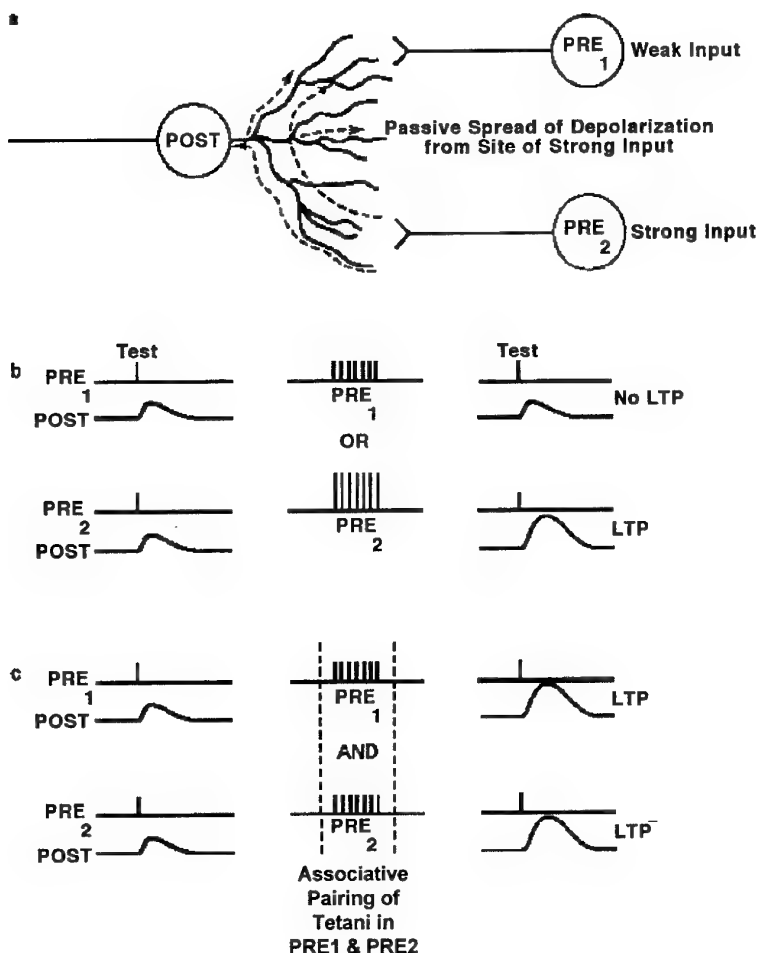 a
PRE
1
Weak Input
POST
Passive Spread of Depolarization
from Site of Strong Input
PRE
2
Strong Input
b
Test
PRE
1
POST
PRE
1
OR
Test
No LTP
PRE
2
POST
PRE
2
LTP
c
PRE
1
POST
PRE
1
AND
LTP
PRE
2
POST
PRE
2
LTP
Associative
Pairing of
Tetani in
PRE1 & PRE2